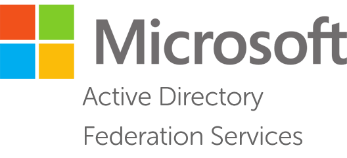 Microsoft
Active Directory
Federation Services